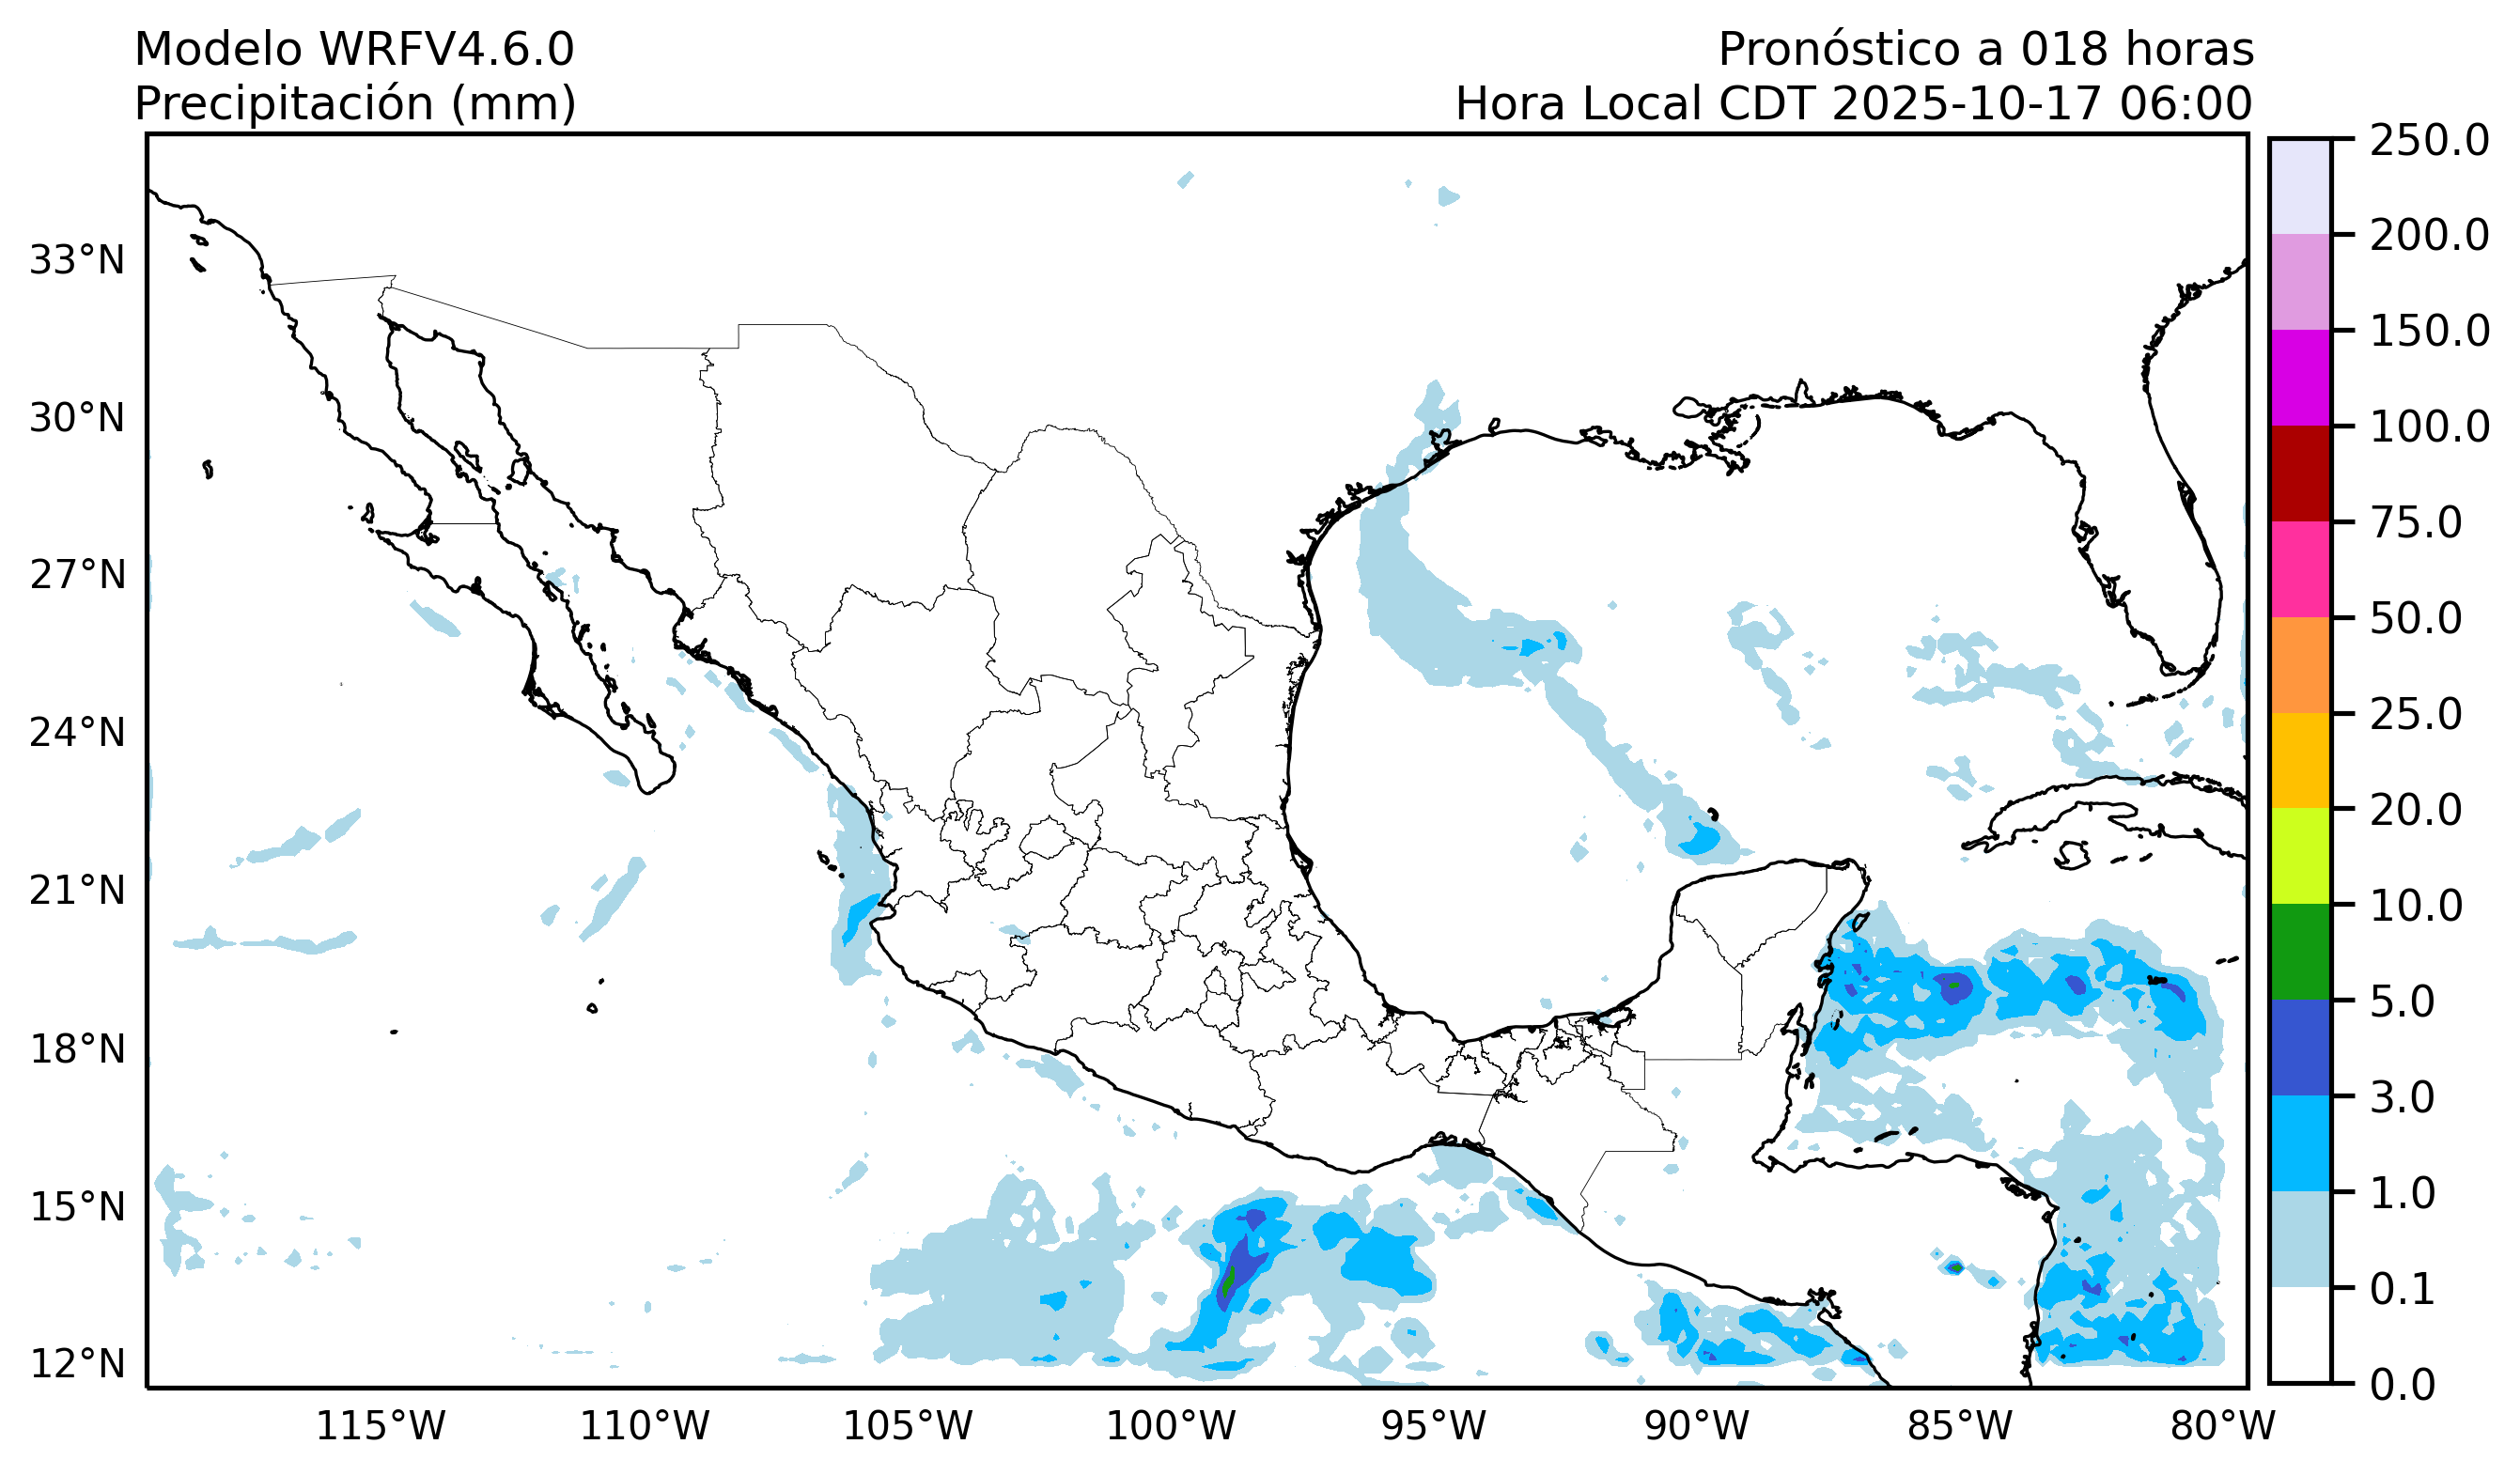 Modelo WRFV4.6.0
Precipitación (mm)
Pronóstico a 018 horas
Hora Local CDT 2025-10-17 06:00
33°N
30°N
27°N
24°N
21°N
18°N
15°N
12°N
115°W
110°W
105°W
100°W
95°W
90°W
85°W
80°W
250.0
200.0
150.0
100.0
75.0
50.0
25.0
20.0
10.0
5.0
3.0
1.0
0.1
0.0